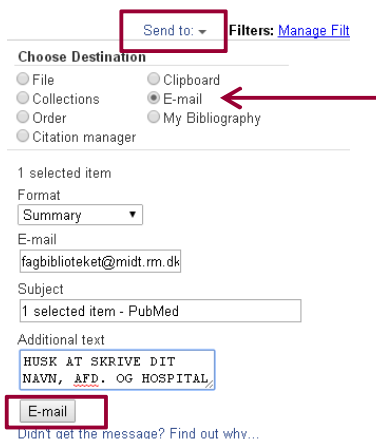 Send to: Filters: Manage Filt
Choose Destination
File Clipboard
Collections E-mail
Order My Bibliography
Citation manager
1 selected item
Format
Summary
E-mail
fagbiblioteket@midt.rm.dk
Subject
1 selected item - PubMed
Additional text
HUSK AT SKRIVE DIT
NAVN, AFD. OG HOSPITAL
E-mail
Didn't get the message? Find out why...